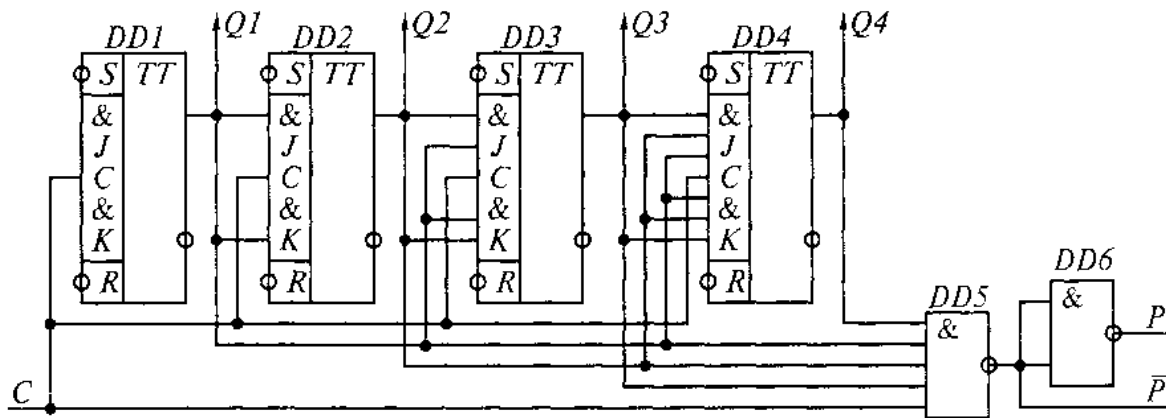 Q1 Q2 Q3 Q4
DD1 DD2 DD3 DD4
S TT S TT S TT S TT
& & & &
J J J J
C C C C
& & & &
K K K K
R R R R
DD6
DD5 &
& P
C P̅